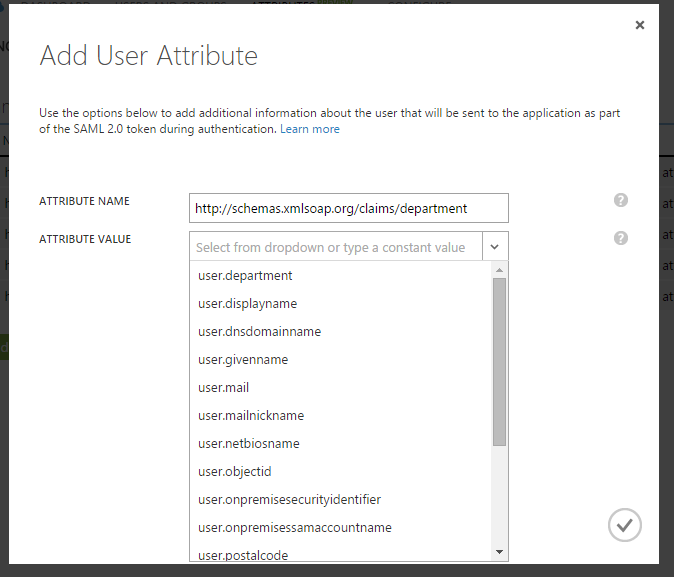 ATTRIBUTES PREVIEW
Add User Attribute
Use the options below to add additional information about the user that will be sent to the application as part
of the SAML 2.0 token during authentication. Learn more
ATTRIBUTE NAME
http://schemas.xmlsoap.org/claims/department
?
ATTRIBUTE VALUE
Select from dropdown or type a constant value
?
user.department
user.displayname
user.dnsdomainname
user.givenname
user.mail
user.mailnickname
user.netbiosname
user.objectid
user.onpremisesecurityidentifier
user.onpremisessamaccountname
user.postalcode